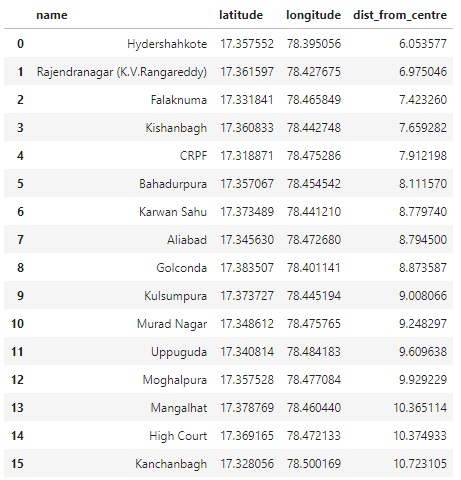 name latitude longitude dist_from_centre
0 Hydershahkote 17.357552 78.395056 6.053577
1 Rajendranagar (K.V.Rangareddy) 17.361597 78.427675 6.975046
2 Falaknuma 17.331841 78.465849 7.423260
3 Kishanbagh 17.360833 78.442748 7.659282
4 CRPF 17.318871 78.475286 7.912198
5 Bahadurpura 17.357067 78.454542 8.111570
6 Karwan Sahu 17.373489 78.441210 8.779740
7 Aliabad 17.345630 78.472680 8.794500
8 Golconda 17.383507 78.401141 8.873587
9 Kulsumpura 17.373727 78.445194 9.008066
10 Murad Nagar 17.348612 78.475765 9.248297
11 Uppuguda 17.340814 78.484183 9.609638
12 Moghalpura 17.357528 78.477084 9.929229
13 Mangalhat 17.378769 78.460440 10.365114
14 High Court 17.369165 78.472133 10.374933
15 Kanchanbagh 17.328056 78.500169 10.723105